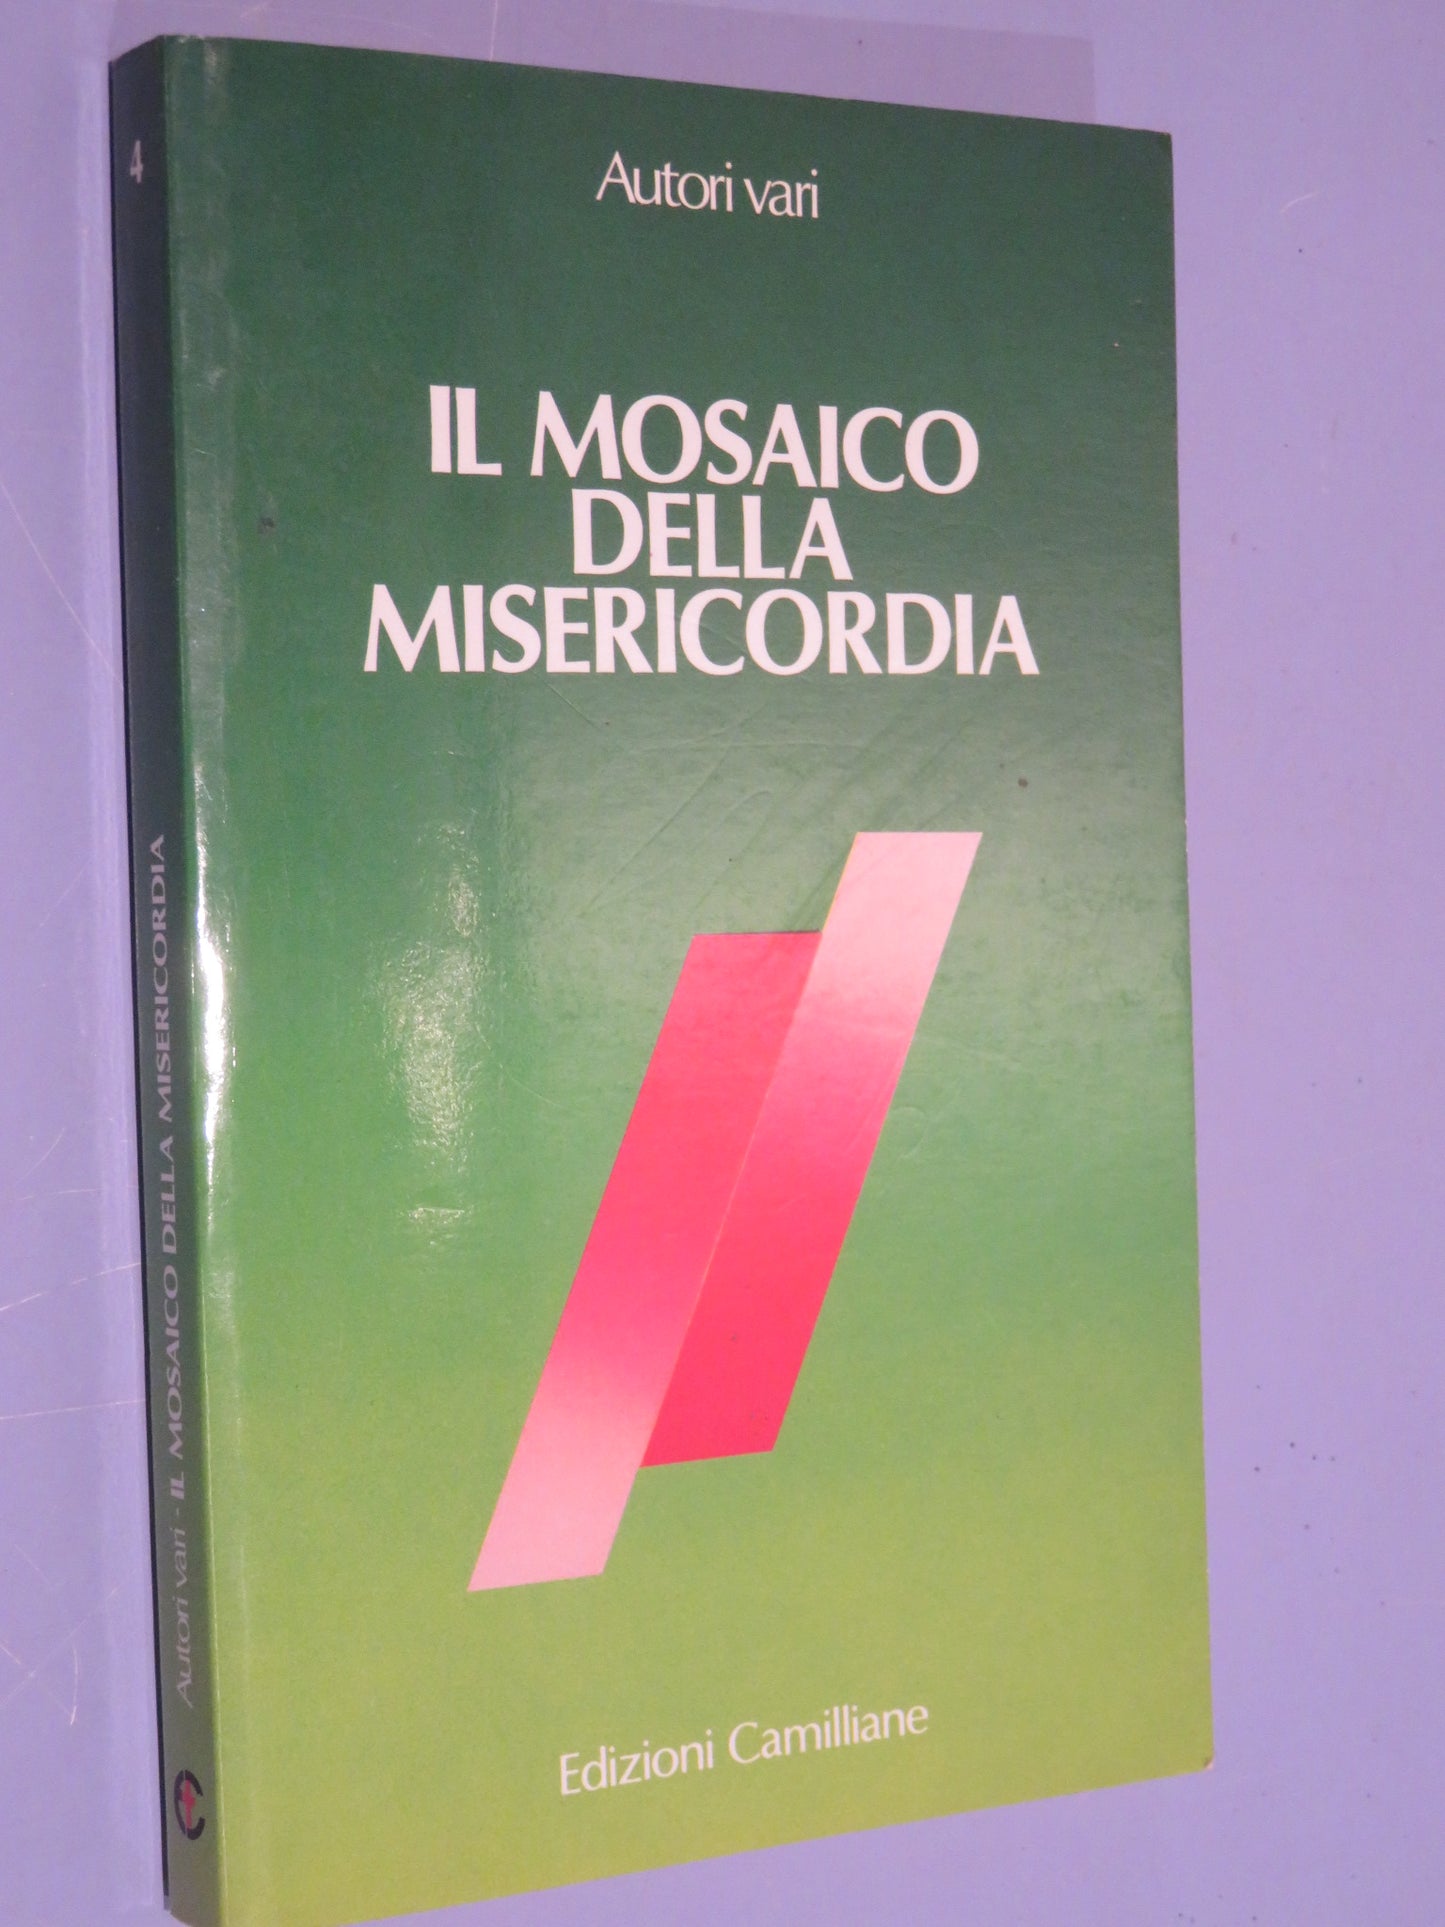 Autori vari
IL MOSAICO
DELLA
MISERICORDIA
Edizioni Camilliane
4
Autori vari - IL MOSAICO DELLA MISERICORDIA